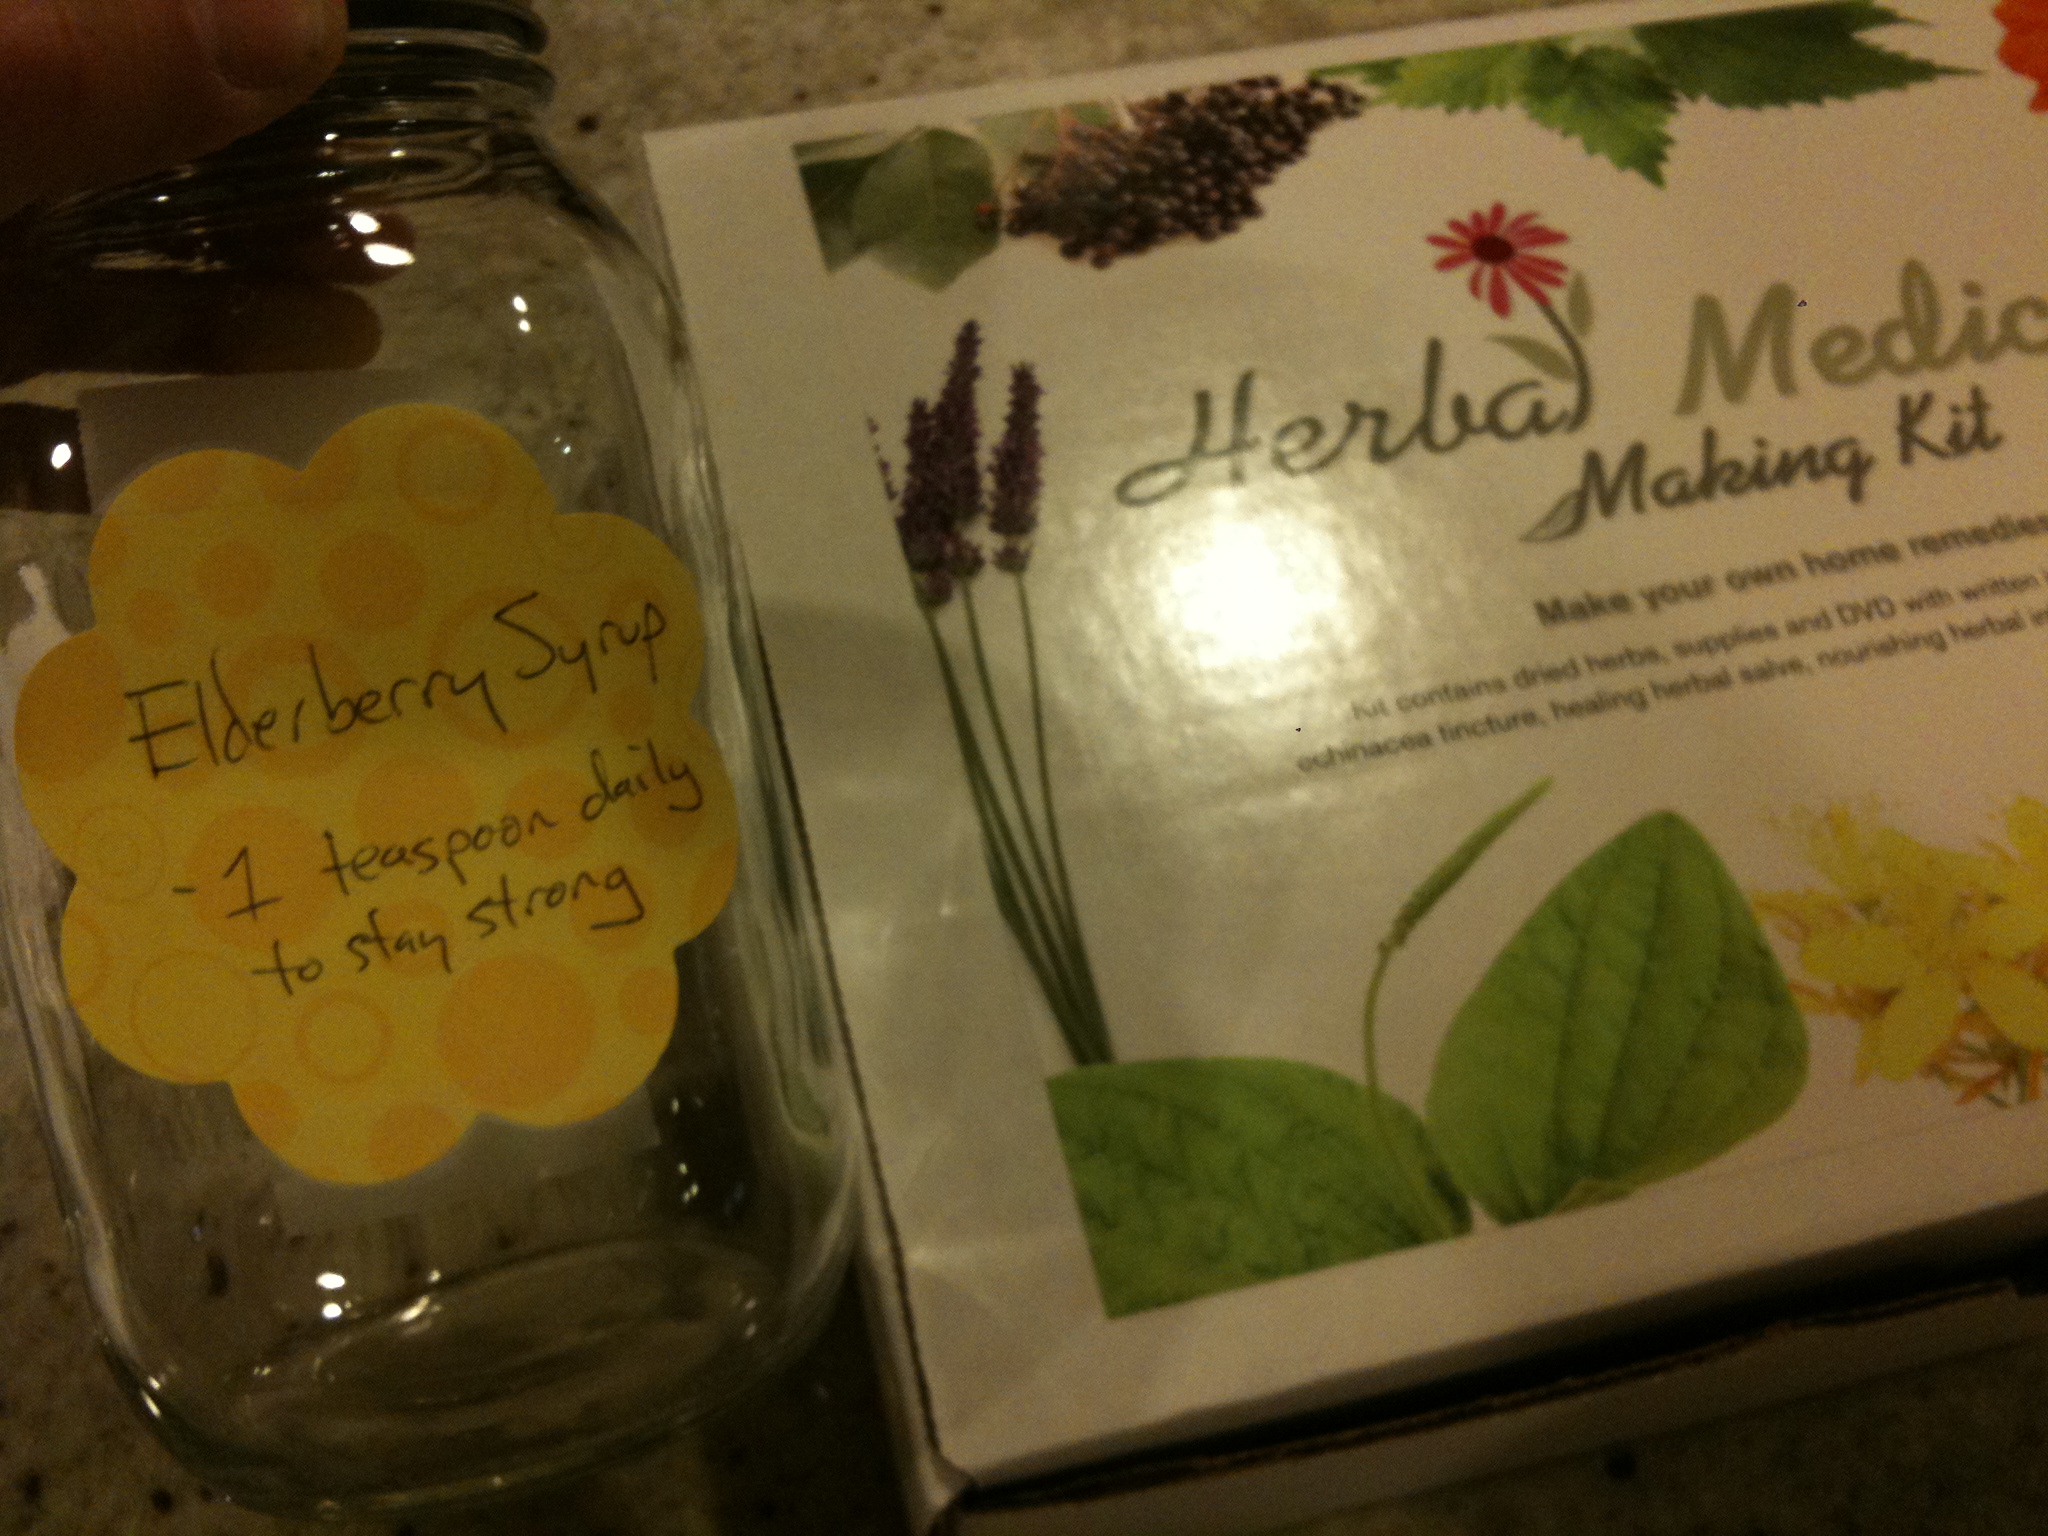 Elderberry Syrup
- 1 teaspoon daily
to stay strong
Herbal Medic
Making Kit
Make your own home remedies
Kit contains dried herbs, supplies and DVD with written
echinacea tincture, healing herbal salve, nourishing herbal